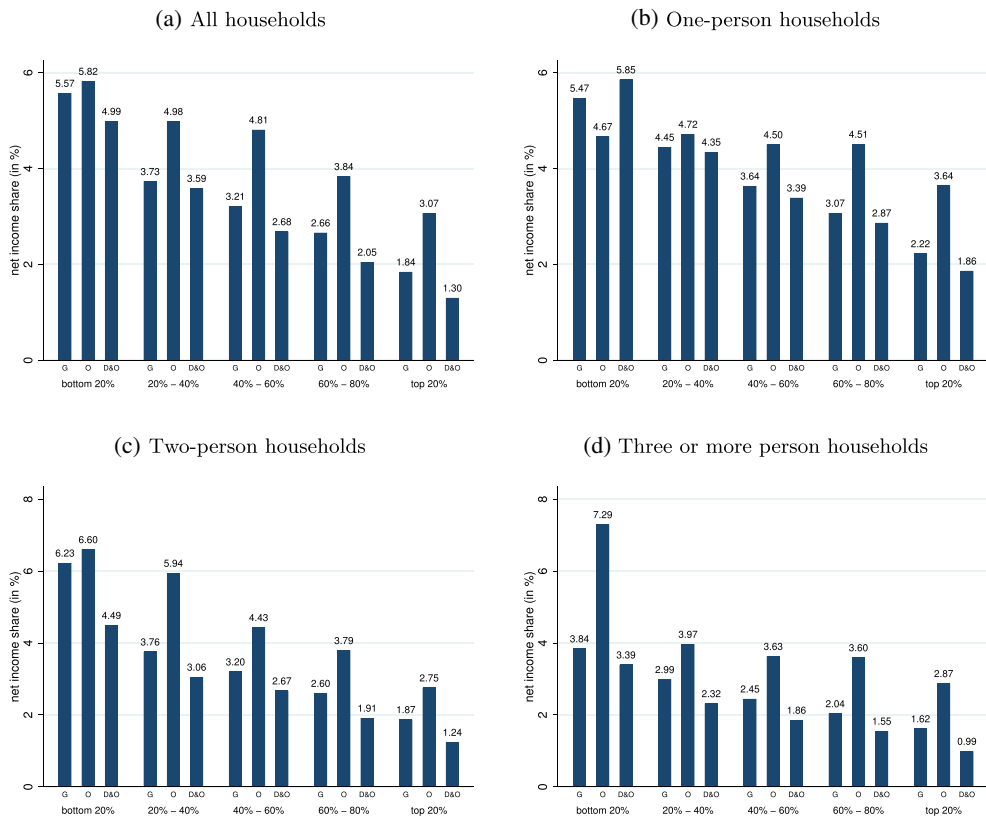 (a) All households
net income share (in %)
0 2 4 6
5.57 5.82 4.99 3.73 4.98 3.59 3.21 4.81 2.68 2.66 3.84 2.05 1.84 3.07 1.30
G O D&O G O D&O G O D&O G O D&O G O D&O
bottom 20% 20% – 40% 40% – 60% 60% – 80% top 20%
(b) One-person households
net income share (in %)
0 2 4 6
5.47 4.67 5.85 4.45 4.72 4.35 3.64 4.50 3.39 3.07 4.51 2.87 2.22 3.64 1.86
G O D&O G O D&O G O D&O G O D&O G O D&O
bottom 20% 20% – 40% 40% – 60% 60% – 80% top 20%
(c) Two-person households
net income share (in %)
0 2 4 6 8
6.23 6.60 4.49 3.76 5.94 3.06 3.20 4.43 2.67 2.60 3.79 1.91 1.87 2.75 1.24
G O D&O G O D&O G O D&O G O D&O G O D&O
bottom 20% 20% – 40% 40% – 60% 60% – 80% top 20%
(d) Three or more person households
net income share (in %)
0 2 4 6 8
3.84 7.29 3.39 2.99 3.97 2.32 2.45 3.63 1.86 2.04 3.60 1.55 1.62 2.87 0.99
G O D&O G O D&O G O D&O G O D&O G O D&O
bottom 20% 20% – 40% 40% – 60% 60% – 80% top 20%